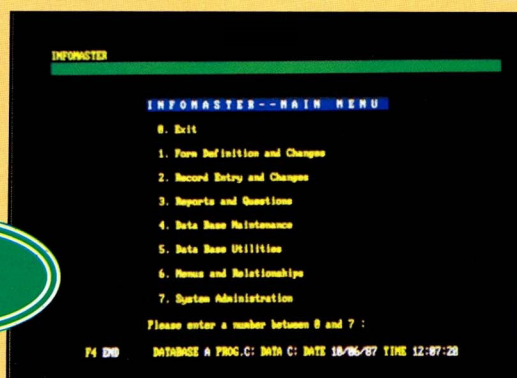 INFOMASTER
INFOMASTER--MAIN MENU
0. Exit
1. Form Definition and Changes
2. Record Entry and Changes
3. Reports and Questions
4. Data Base Maintenance
5. Data Base Utilities
6. Menus and Relationships
7. System Administration
Please enter a number between 0 and 7 :
F4 END DATABASE A PROG.C: DATA C: DATE 10/06/87 TIME 12:07:20